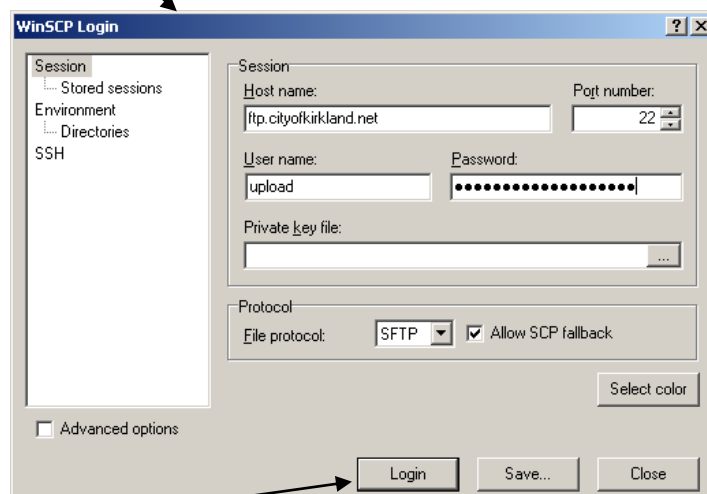 WinSCP Login
Session
Stored sessions
Environment
Directories
SSH
Advanced options
Session
Host name: Port number:
ftp.cityofkirkland.net 22
User name: Password:
upload ●●●●●●●●●●●●●●●●●●●
Private key file:
...
Protocol
File protocol: SFTP Allow SCP fallback
Select color
Login Save... Close